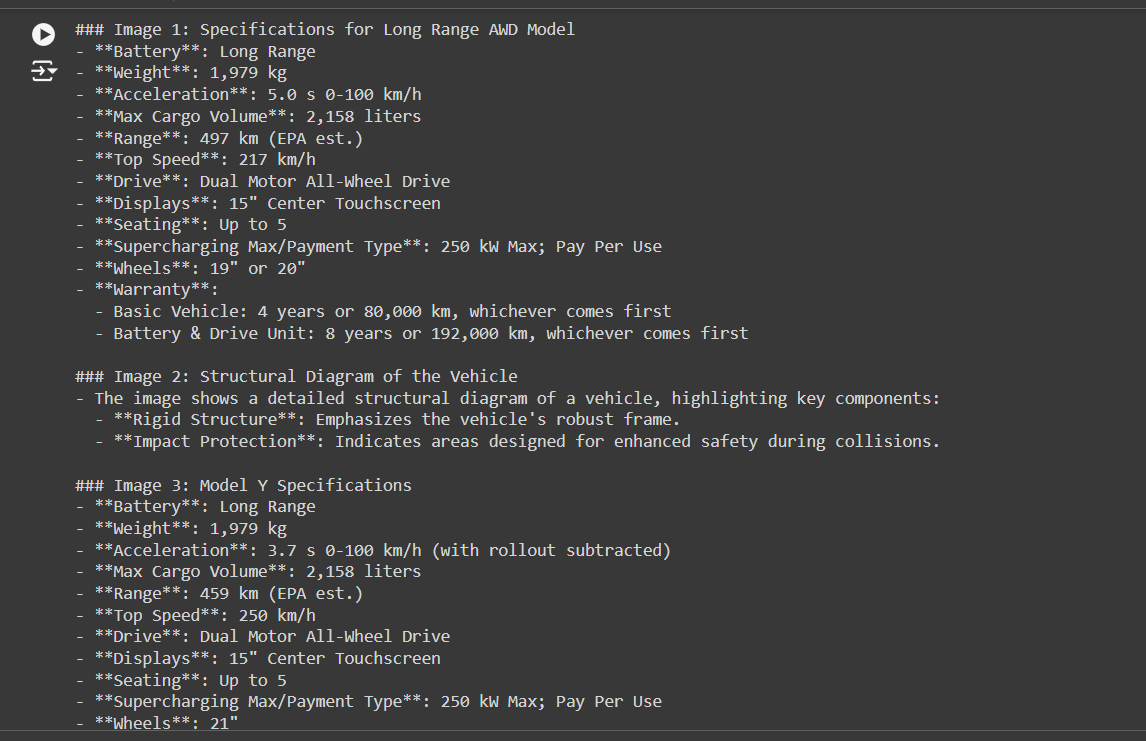 ### Image 1: Specifications for Long Range AWD Model
- **Battery**: Long Range
- **Weight**: 1,979 kg
- **Acceleration**: 5.0 s 0-100 km/h
- **Max Cargo Volume**: 2,158 liters
- **Range**: 497 km (EPA est.)
- **Top Speed**: 217 km/h
- **Drive**: Dual Motor All-Wheel Drive
- **Displays**: 15" Center Touchscreen
- **Seating**: Up to 5
- **Supercharging Max/Payment Type**: 250 kW Max; Pay Per Use
- **Wheels**: 19" or 20"
- **Warranty**:
  - Basic Vehicle: 4 years or 80,000 km, whichever comes first
  - Battery & Drive Unit: 8 years or 192,000 km, whichever comes first

### Image 2: Structural Diagram of the Vehicle
- The image shows a detailed structural diagram of a vehicle, highlighting key components:
  - **Rigid Structure**: Emphasizes the vehicle's robust frame.
  - **Impact Protection**: Indicates areas designed for enhanced safety during collisions.

### Image 3: Model Y Specifications
- **Battery**: Long Range
- **Weight**: 1,979 kg
- **Acceleration**: 3.7 s 0-100 km/h (with rollout subtracted)
- **Max Cargo Volume**: 2,158 liters
- **Range**: 459 km (EPA est.)
- **Top Speed**: 250 km/h
- **Drive**: Dual Motor All-Wheel Drive
- **Displays**: 15" Center Touchscreen
- **Seating**: Up to 5
- **Supercharging Max/Payment Type**: 250 kW Max; Pay Per Use
- **Wheels**: 21"